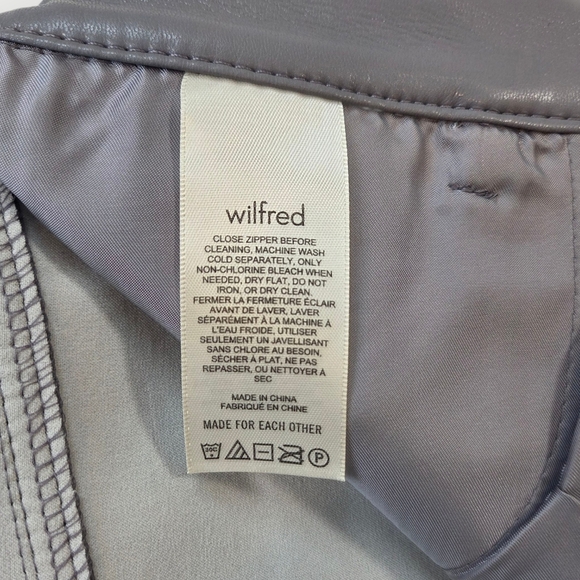 wilfred
CLOSE ZIPPER BEFORE
CLEANING, MACHINE WASH
COLD SEPARATELY, ONLY
NON-CHLORINE BLEACH WHEN
NEEDED, DRY FLAT, DO NOT
IRON, OR DRY CLEAN.
FERMER LA FERMETURE ÉCLAIR
AVANT DE LAVER, LAVER
SÉPARÉMENT À LA MACHINE À
L'EAU FROIDE, UTILISER
SEULEMENT UN JAVELLISANT
SANS CHLORE AU BESOIN,
SÉCHER À PLAT, NE PAS
REPASSER, OU NETTOYER À
SEC
MADE IN CHINA
FABRIQUÉ EN CHINE
MADE FOR EACH OTHER
30C P